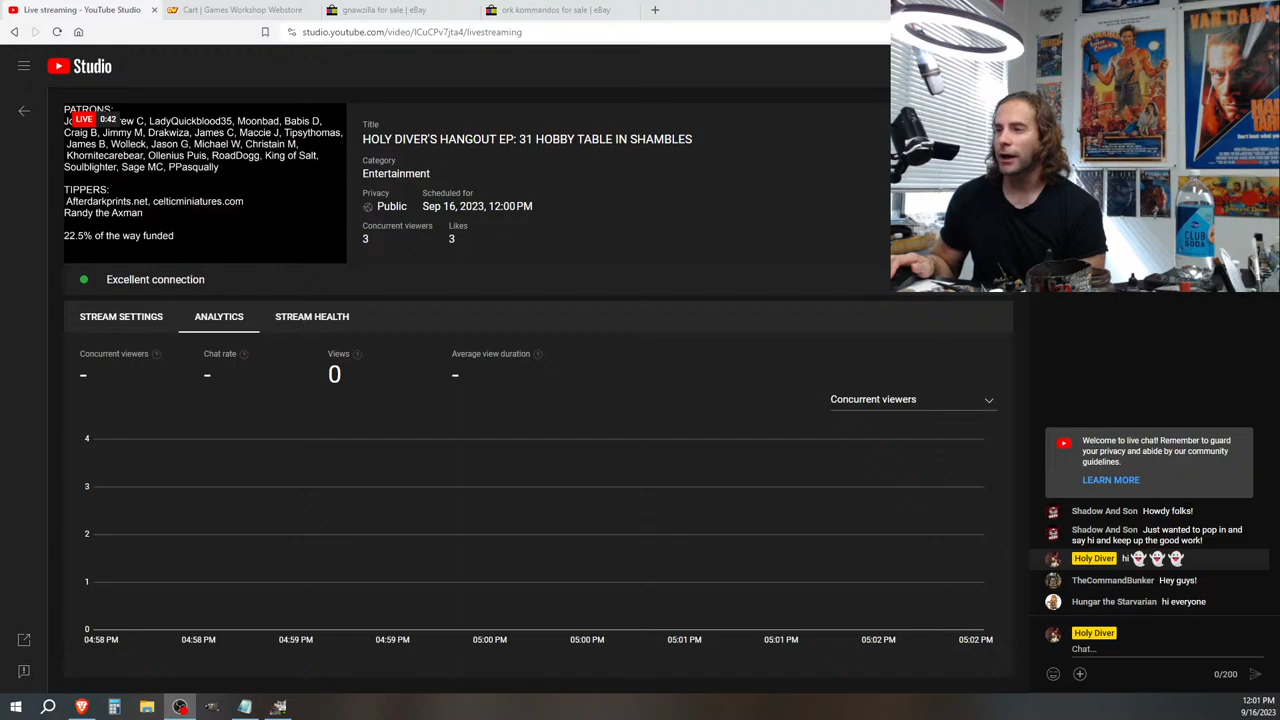 Live streaming - YouTube Studio
Cart | Games Workshop Webstore
gnawzilla for sale | eBay
ork kommandos for sale | eBay
studio.youtube.com/video/lCuCPv7jta4/livestreaming
Studio
PATRONS:
LIVE 0:42
rew C, LadyQuickblood35, Moonbad, Babis D,
Craig B, Jimmy M, Drakwiza, James C, Maccie J, Tipsythomas,
James B, Wolleck, Jason G, Michael W, Christain M,
Khornitecarebear, Ollenius Puis, RoadDogg, King of Salt,
Soulblighter, Sage MC, PPasqually
TIPPERS:
Afterdarkprints.net, celticminiatures.com
Randy the Axman
22.5% of the way funded
Title
HOLY DIVER'S HANGOUT EP: 31 HOBBY TABLE IN SHAMBLES
Category
Entertainment
Privacy Scheduled for
Public Sep 16, 2023, 12:00 PM
Concurrent viewers Likes
3 3
VAN DAMME
CLUB
SODA
Excellent connection
STREAM SETTINGS ANALYTICS STREAM HEALTH
Concurrent viewers Chat rate Views Average view duration
- - 0 -
Concurrent viewers
4
3
2
1
0
04:58 PM 04:58 PM 04:59 PM 04:59 PM 05:00 PM 05:00 PM 05:01 PM 05:01 PM 05:02 PM 05:02 PM
Welcome to live chat! Remember to guard
your privacy and abide by our community
guidelines.
LEARN MORE
Shadow And Son Howdy folks!
Shadow And Son Just wanted to pop in and
say hi and keep up the good work!
Holy Diver hi👻👻👻
TheCommandBunker Hey guys!
Hungar the Starvarian hi everyone
Holy Diver
Chat...
0/200
12:01 PM
9/16/2023